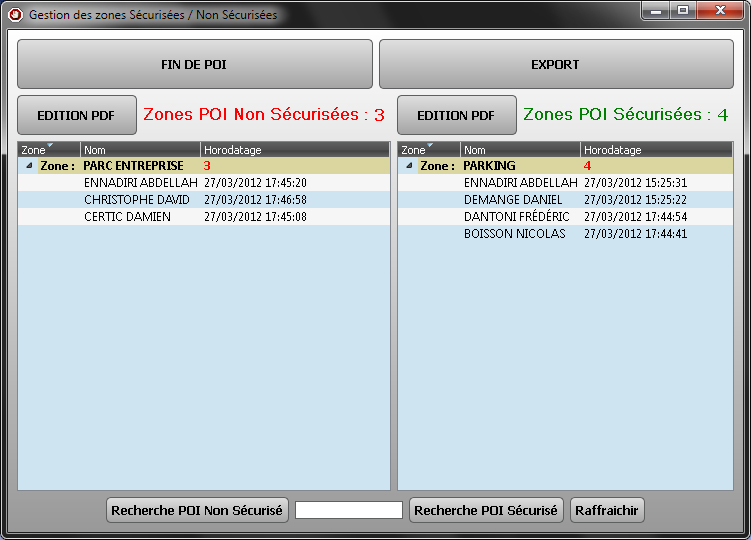 Gestion des zones Sécurisées / Non Sécurisées
FIN DE POI
EXPORT
EDITION PDF
Zones POI Non Sécurisées : 3
EDITION PDF
Zones POI Sécurisées : 4
Zone Nom Horodatage
Zone : PARC ENTREPRISE 3
ENNADIRI ABDELLAH 27/03/2012 17:45:20
CHRISTOPHE DAVID 27/03/2012 17:46:58
CERTIC DAMIEN 27/03/2012 17:45:08
Zone Nom Horodatage
Zone : PARKING 4
ENNADIRI ABDELLAH 27/03/2012 15:25:31
DEMANGE DANIEL 27/03/2012 15:25:22
DANTONI FRÉDÉRIC 27/03/2012 17:44:54
BOISSON NICOLAS 27/03/2012 17:44:41
Recherche POI Non Sécurisé
Recherche POI Sécurisé
Raffraichir